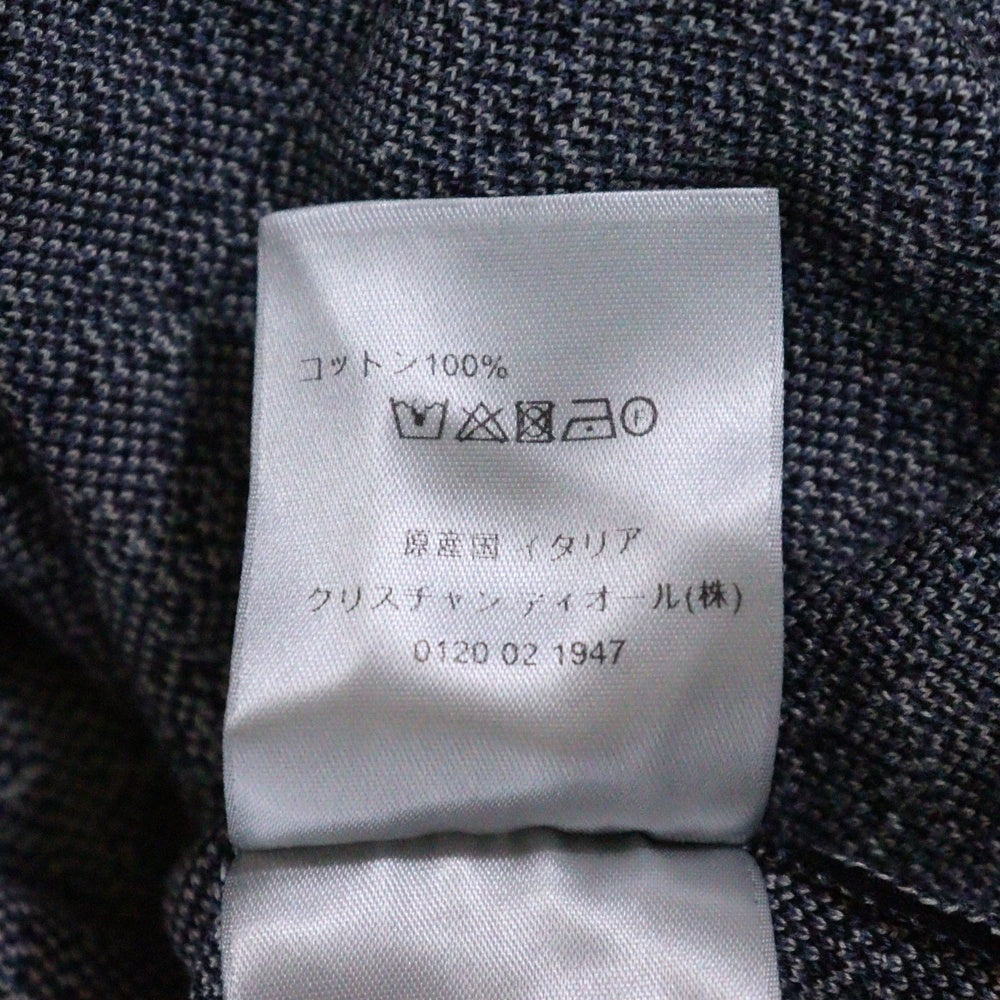 コットン100%
F
原産国 イタリア
クリスチャン ディオール(株)
0120 02 1947